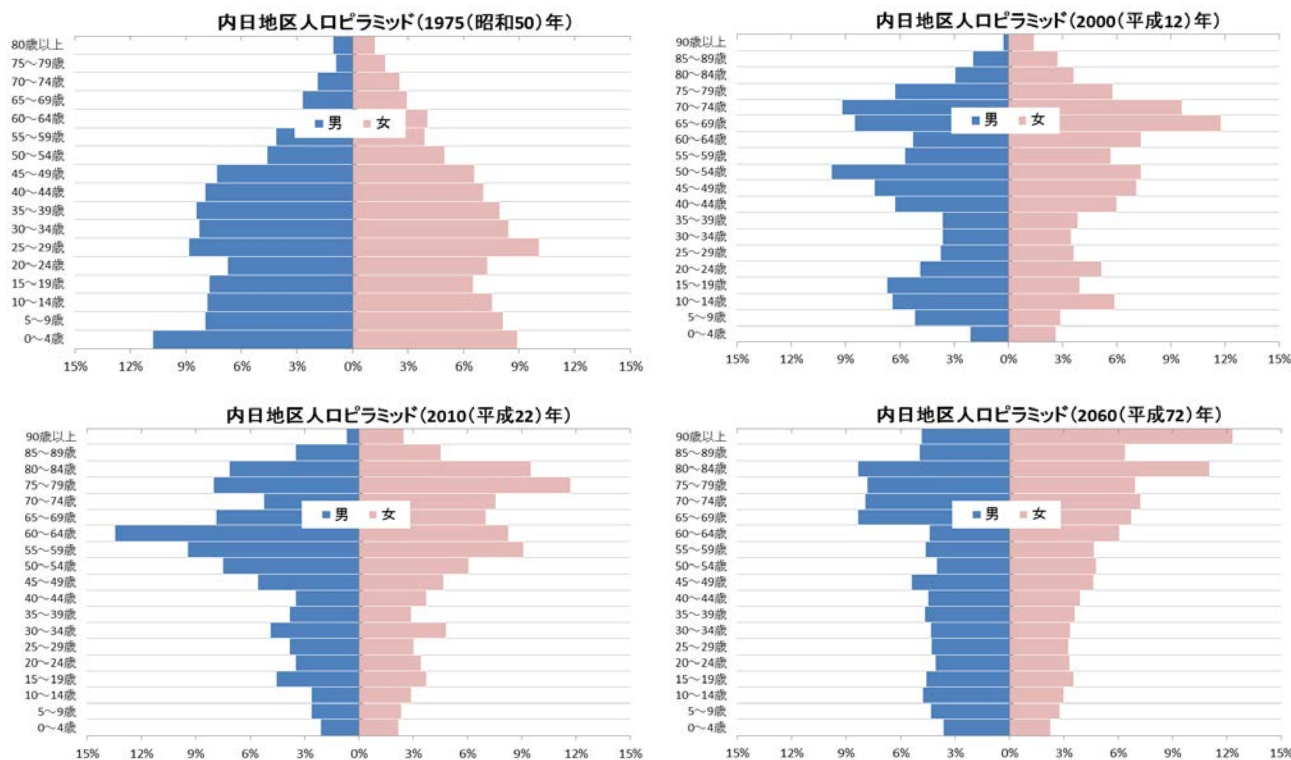 内日地区人口ピラミッド(1975(昭和50)年)
80歳以上
75~79歳
70~74歳
65~69歳
60~64歳
55~59歳
50~54歳
45~49歳
40~44歳
35~39歳
30~34歳
25~29歳
20~24歳
15~19歳
10~14歳
5~9歳
0~4歳
男 女
15% 12% 9% 6% 3% 0% 3% 6% 9% 12% 15%
内日地区人口ピラミッド(2000(平成12)年)
90歳以上
85~89歳
80~84歳
75~79歳
70~74歳
65~69歳
60~64歳
55~59歳
50~54歳
45~49歳
40~44歳
35~39歳
30~34歳
25~29歳
20~24歳
15~19歳
10~14歳
5~9歳
0~4歳
男 女
15% 12% 9% 6% 3% 0% 3% 6% 9% 12% 15%
内日地区人口ピラミッド(2010(平成22)年)
90歳以上
85~89歳
80~84歳
75~79歳
70~74歳
65~69歳
60~64歳
55~59歳
50~54歳
45~49歳
40~44歳
35~39歳
30~34歳
25~29歳
20~24歳
15~19歳
10~14歳
5~9歳
0~4歳
男 女
15% 12% 9% 6% 3% 0% 3% 6% 9% 12% 15%
内日地区人口ピラミッド(2060(平成72)年)
90歳以上
85~89歳
80~84歳
75~79歳
70~74歳
65~69歳
60~64歳
55~59歳
50~54歳
45~49歳
40~44歳
35~39歳
30~34歳
25~29歳
20~24歳
15~19歳
10~14歳
5~9歳
0~4歳
男 女
15% 12% 9% 6% 3% 0% 3% 6% 9% 12% 15%